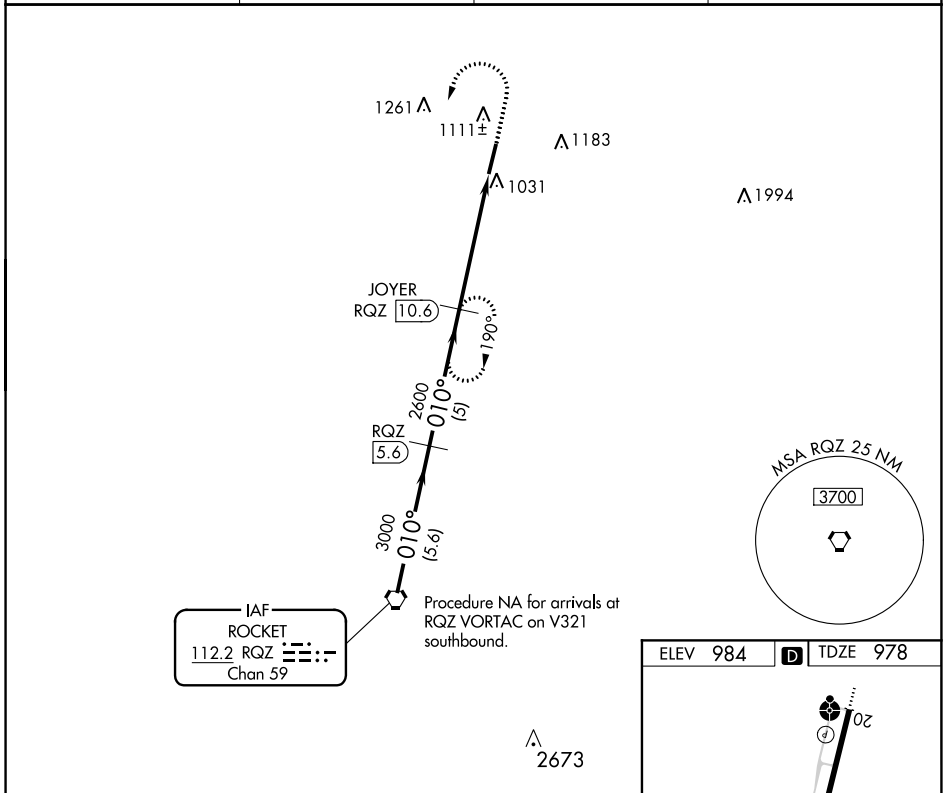 1261
1111±
1183
1031
1994
JOYER
RQZ 10.6
190°
2600
010°
(5)
RQZ
5.6
3000
010°
(5.6)
MSA RQZ 25 NM
3700
IAF
ROCKET
112.2 RQZ
Chan 59
Procedure NA for arrivals at
RQZ VORTAC on V321
southbound.
2673
ELEV 984 D TDZE 978
20
P